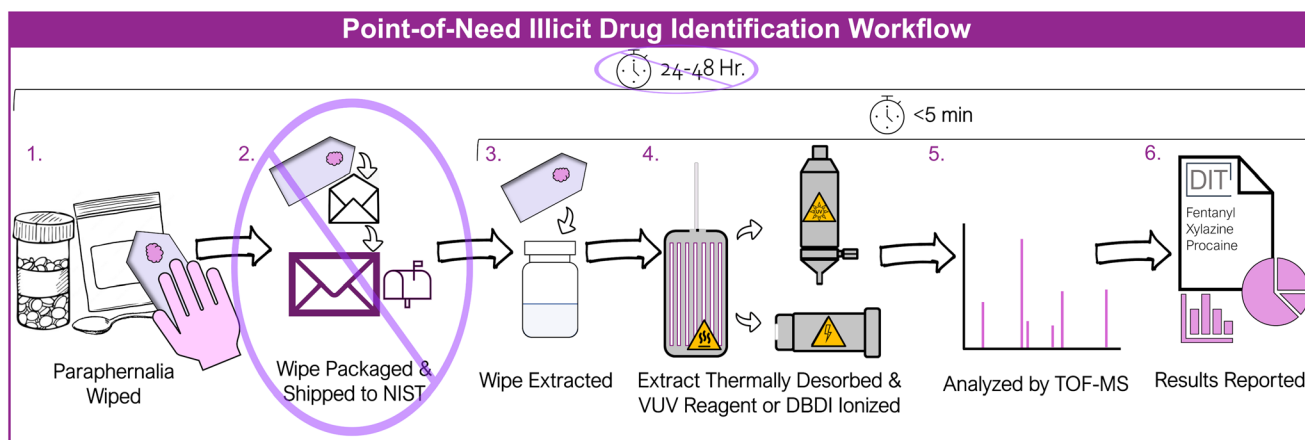 Point-of-Need Illicit Drug Identification Workflow
24-48 Hr.
<5 min
1.
2.
3.
4.
5.
6.
UV
DIT
Fentanyl
Xylazine
Procaine
Paraphernalia
Wiped
Wipe Packaged &
Shipped to NIST
Wipe Extracted
Extract Thermally Desorbed &
VUV Reagent or DBDI Ionized
Analyzed by TOF-MS
Results Reported